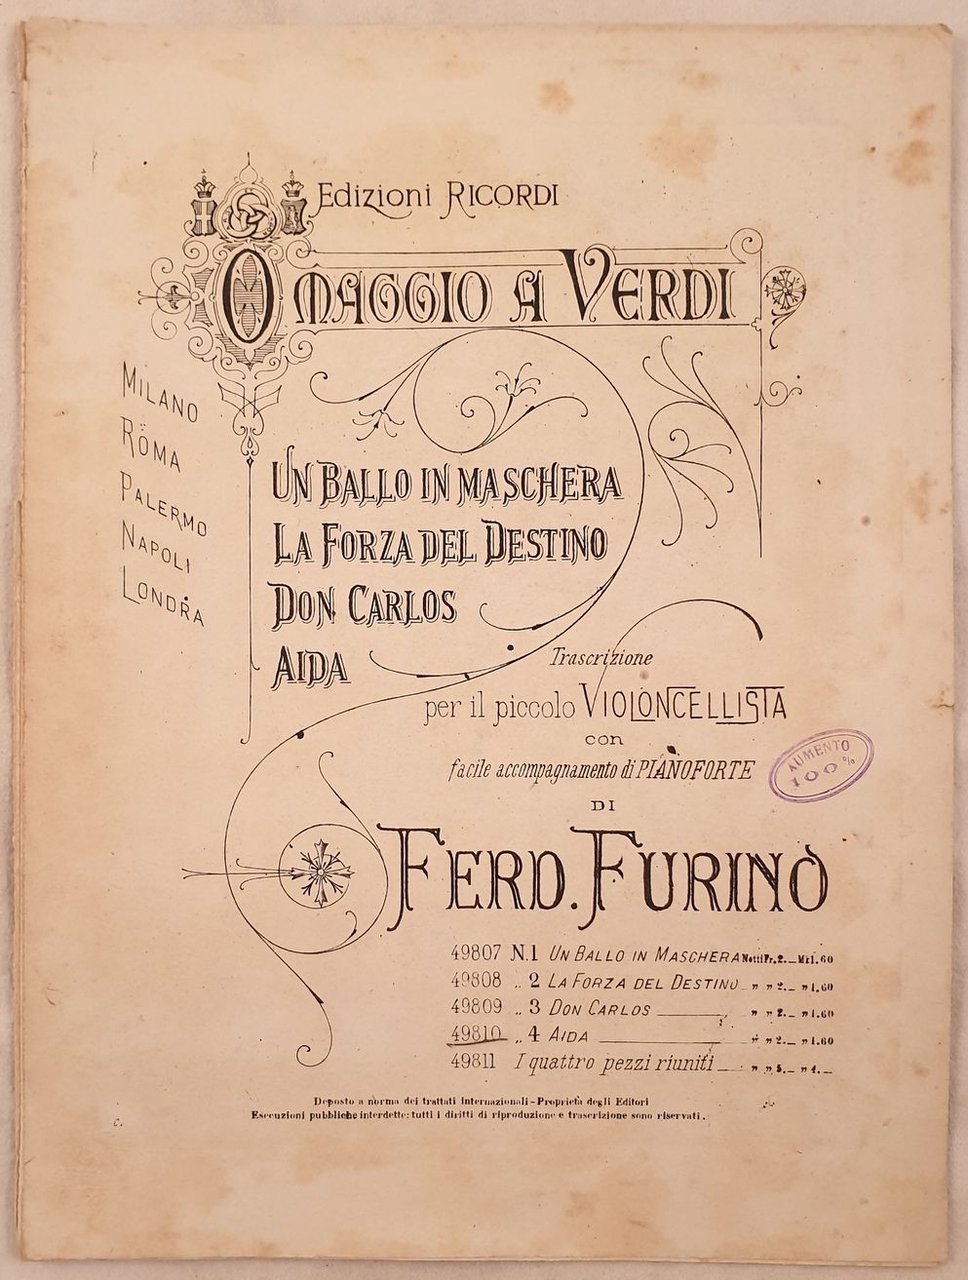 Edizioni RICORDI
OMAGGIO A VERDI
MILANO
ROMA
PALERMO
NAPOLI
LONDRA
UN BALLO IN MASCHERA
LA FORZA DEL DESTINO
DON CARLOS
AIDA
Trascrizione
per il piccolo VIOLONCELLISTA
con
facile accompagnamento di PIANOFORTE
AUMENTO
100%
DI
FERD. FURINÒ
49807 N.1 UN BALLO IN MASCHERA Netti Fr. 2._ Mk 1.60
49808 „ 2 LA FORZA DEL DESTINO _ „ „ 2._ „ 1.60
49809 „ 3 DON CARLOS _ „ „ 2._ „ 1.60
49810 „ 4 AIDA _ „ „ 2._ „ 1.60
49811 I quattro pezzi riuniti _ „ „ 5._ „ 4._
Deposto a norma dei trattati internazionali - Proprietà degli Editori
Esecuzioni pubbliche interdette: tutti i diritti di riproduzione e trascrizione sono riservati.